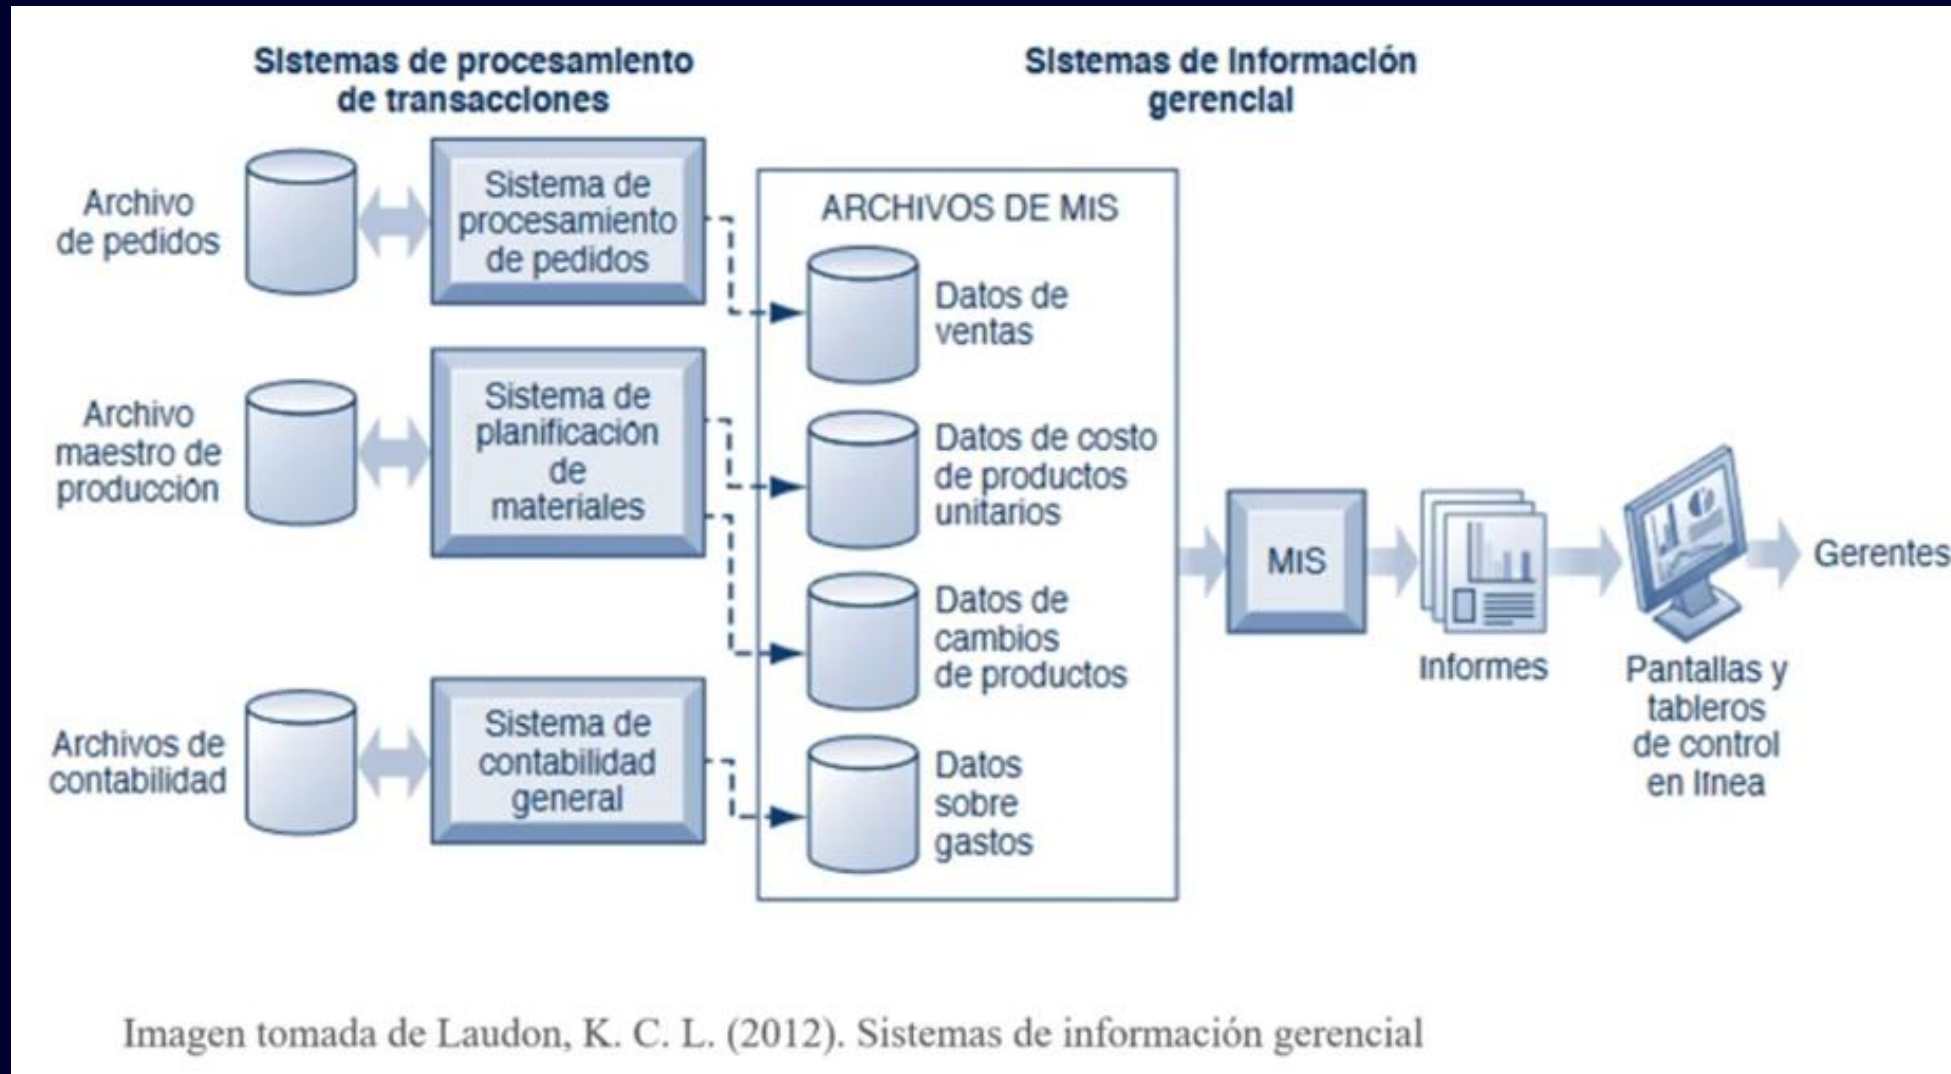 Sistemas de procesamiento
de transacciones
Sistemas de información
gerencial
Archivo
de pedidos
Sistema de
procesamiento
de pedidos
Archivo
maestro de
producción
Sistema de
planificación
de
materiales
Archivos de
contabilidad
Sistema de
contabilidad
general
ARCHIVOS DE MIS
Datos de
ventas
Datos de costo
de productos
unitarios
Datos de
cambios
de productos
Datos
sobre
gastos
MIS
Informes
Pantallas y
tableros
de control
en línea
Gerentes
Imagen tomada de Laudon, K. C. L. (2012). Sistemas de información gerencial